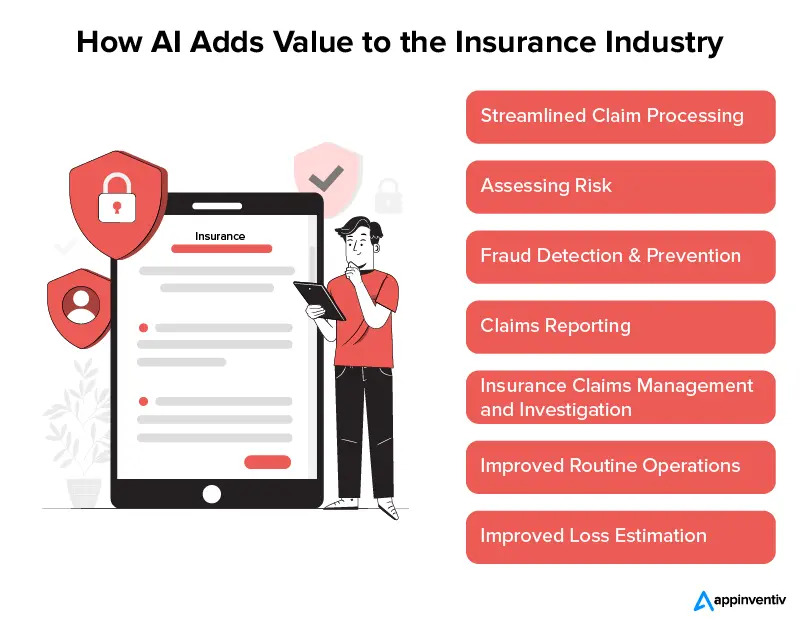 How AI Adds Value to the Insurance Industry
Insurance
Streamlined Claim Processing
Assessing Risk
Fraud Detection & Prevention
Claims Reporting
Insurance Claims Management
and Investigation
Improved Routine Operations
Improved Loss Estimation
appinventiv